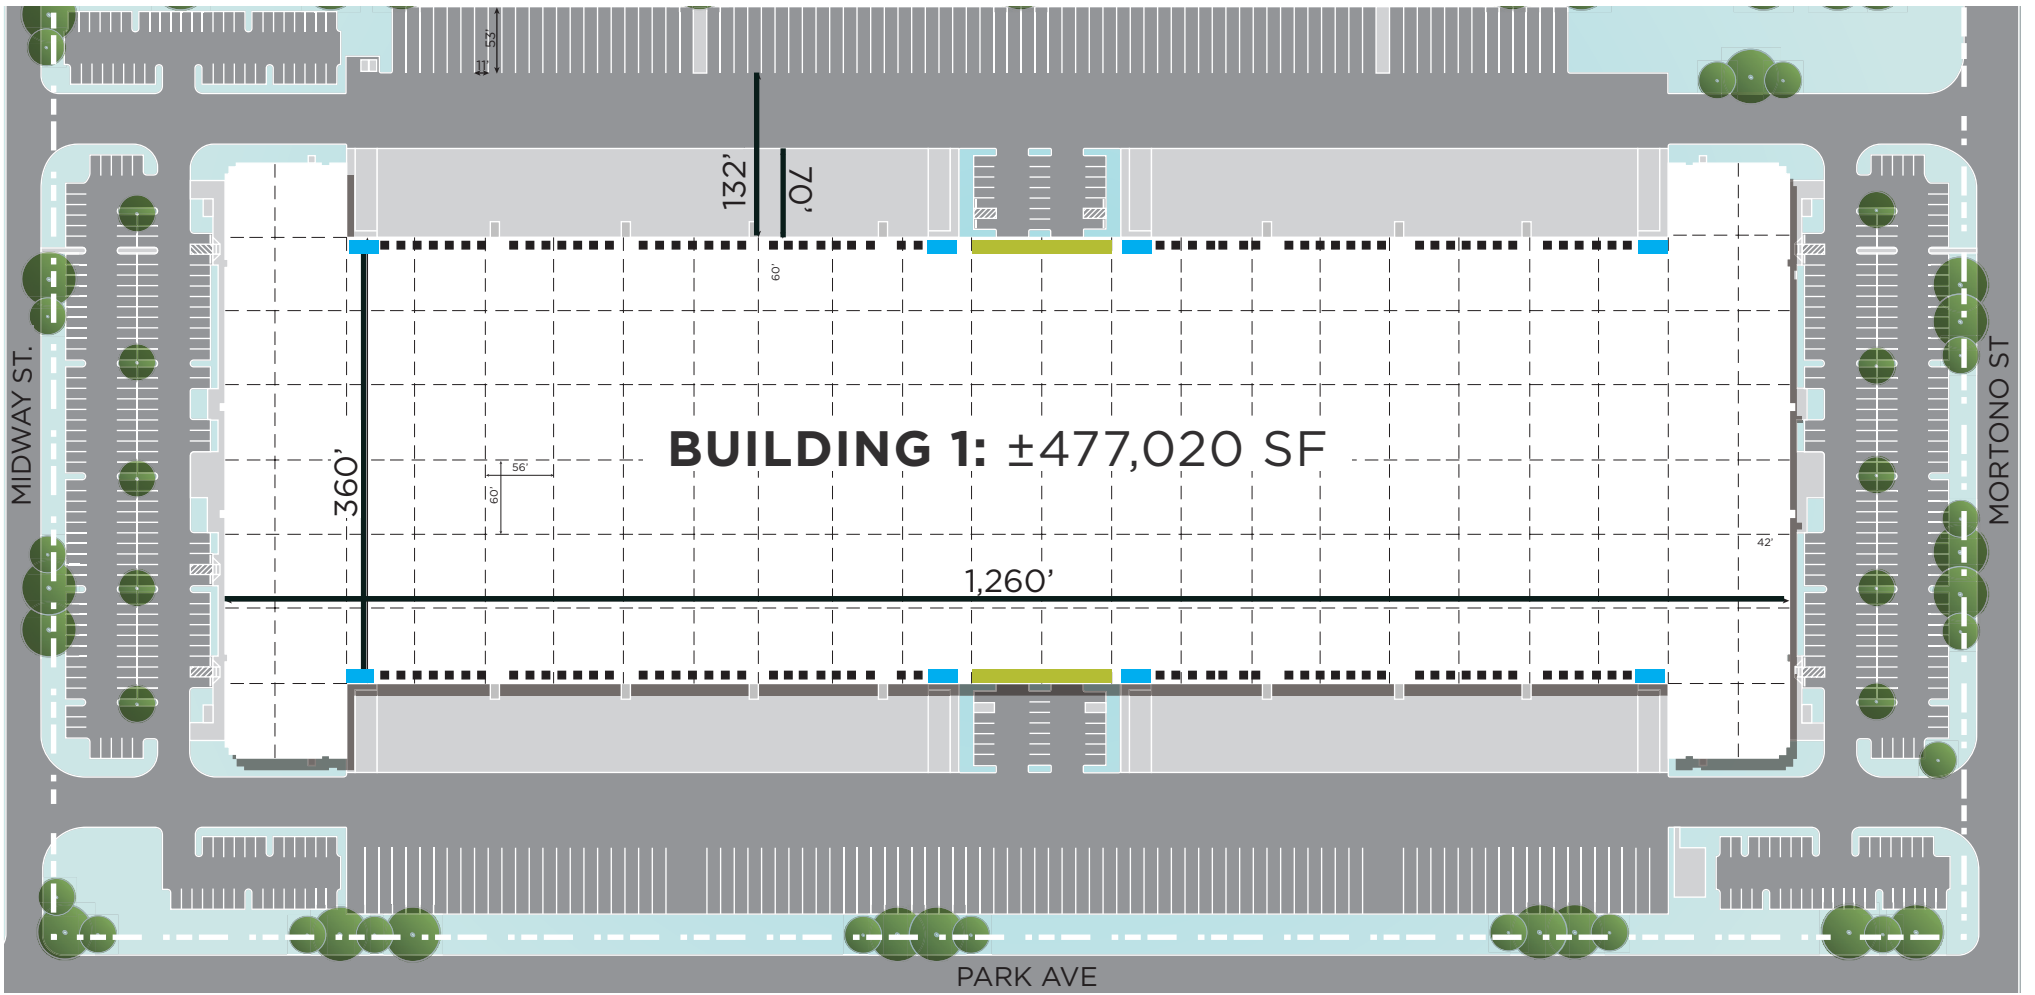 53'
11'
132’
70’
60’
MIDWAY ST.
MORTONO ST
BUILDING 1: ±477,020 SF
360’
56'
60'
42'
1,260’
PARK AVE